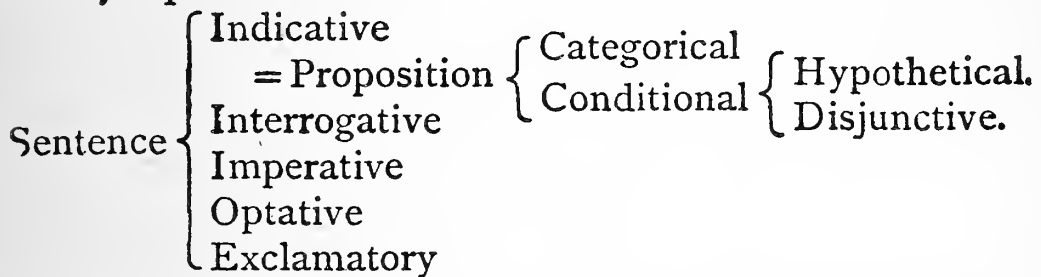 Indicative
= Proposition { Categorical
Conditional { Hypothetical.
Disjunctive.
Sentence { Interrogative
Imperative
Optative
Exclamatory